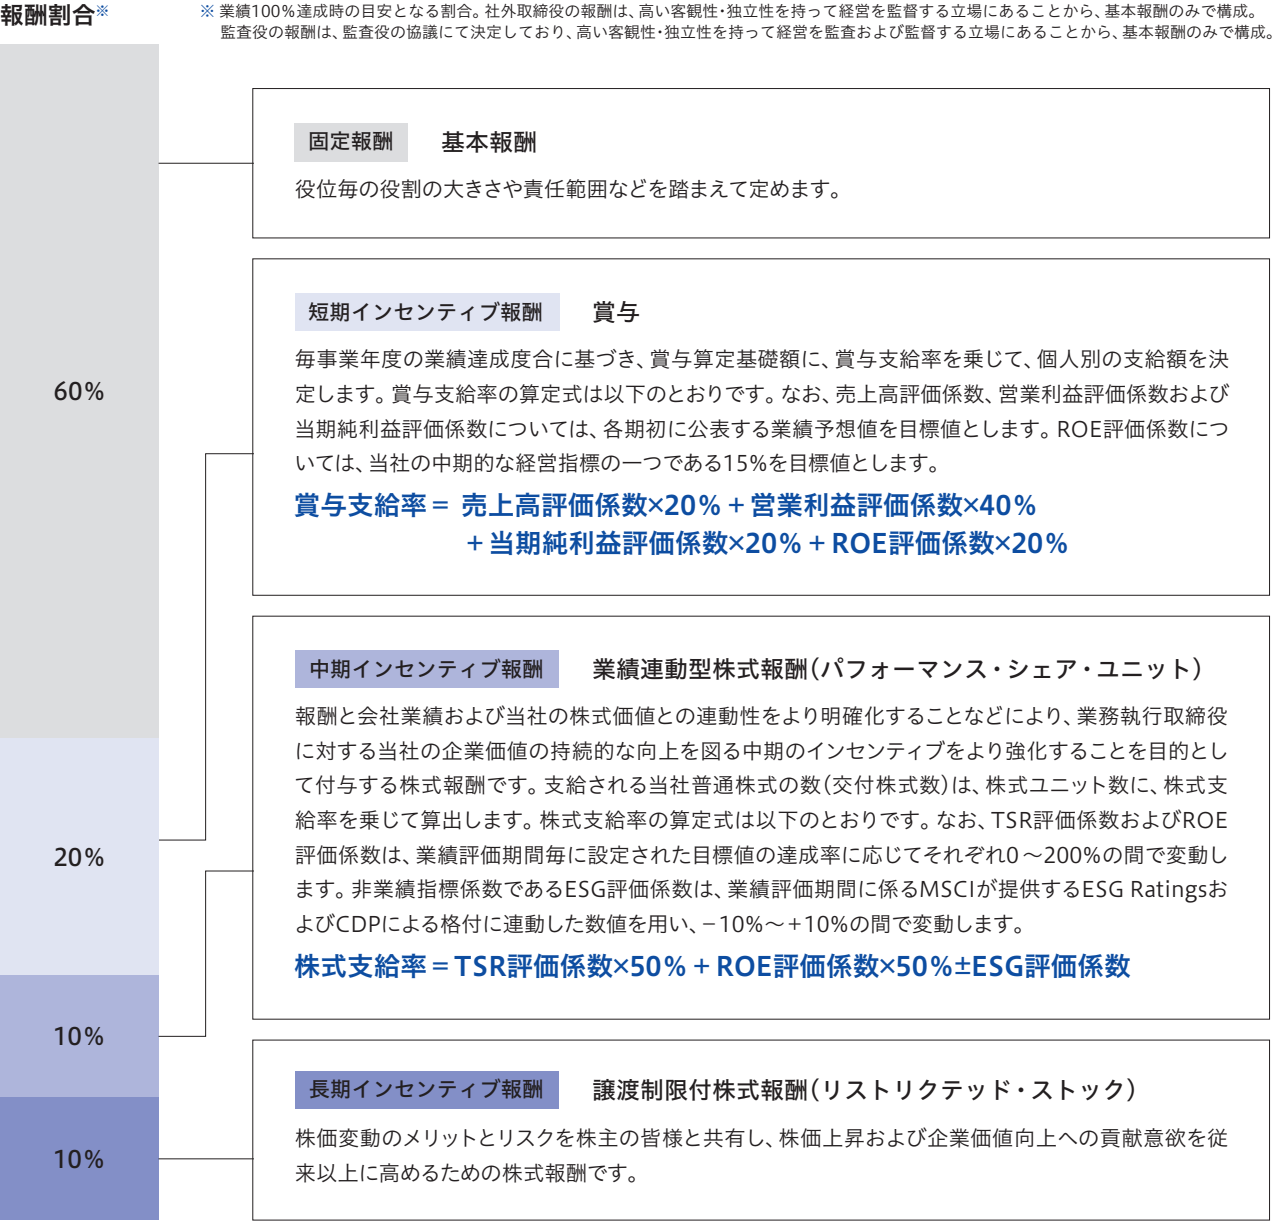 報酬割合※
※ 業績100%達成時の目安となる割合。社外取締役の報酬は、高い客観性・独立性を持って経営を監督する立場にあることから、基本報酬のみで構成。
監査役の報酬は、監査役の協議にて決定しており、高い客観性・独立性を持って経営を監査および監督する立場にあることから、基本報酬のみで構成。
60%
20%
10%
10%
固定報酬 基本報酬
役位毎の役割の大きさや責任範囲などを踏まえて定めます。
短期インセンティブ報酬 賞与
毎事業年度の業績達成度合に基づき、賞与算定基礎額に、賞与支給率を乗じて、個人別の支給額を決
定します。賞与支給率の算定式は以下のとおりです。なお、売上高評価係数、営業利益評価係数および
当期純利益評価係数については、各期初に公表する業績予想値を目標値とします。ROE評価係数につ
いては、当社の中期的な経営指標の一つである15%を目標値とします。
賞与支給率= 売上高評価係数×20%+営業利益評価係数×40%
+当期純利益評価係数×20%+ROE評価係数×20%
中期インセンティブ報酬 業績連動型株式報酬(パフォーマンス・シェア・ユニット)
報酬と会社業績および当社の株式価値との連動性をより明確化することなどにより、業務執行取締役
に対する当社の企業価値の持続的な向上を図る中期のインセンティブをより強化することを目的とし
て付与する株式報酬です。支給される当社普通株式の数(交付株式数)は、株式ユニット数に、株式支
給率を乗じて算出します。株式支給率の算定式は以下のとおりです。なお、TSR評価係数およびROE
評価係数は、業績評価期間毎に設定された目標値の達成率に応じてそれぞれ0~200%の間で変動し
ます。非業績指標係数であるESG評価係数は、業績評価期間に係るMSCIが提供するESG Ratingsお
よびCDPによる格付に連動した数値を用い、-10%~+10%の間で変動します。
株式支給率=TSR評価係数×50%+ROE評価係数×50%±ESG評価係数
長期インセンティブ報酬 譲渡制限付株式報酬(リストリクテッド・ストック)
株価変動のメリットとリスクを株主の皆様と共有し、株価上昇および企業価値向上への貢献意欲を従
来以上に高めるための株式報酬です。